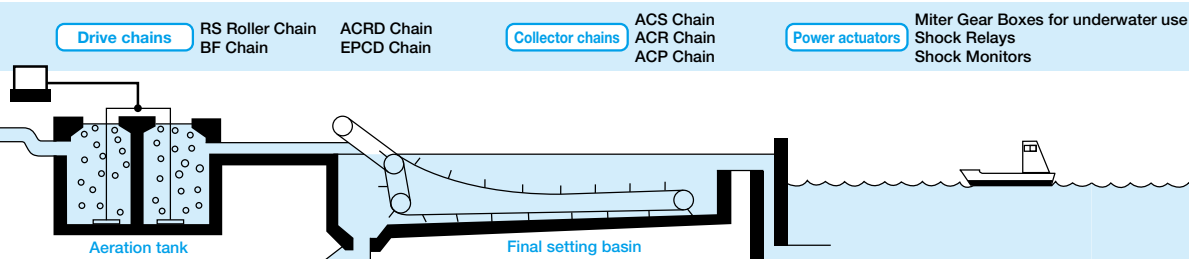 Drive chains
RS Roller Chain
BF Chain
ACRD Chain
EPCD Chain
Collector chains
ACS Chain
ACR Chain
ACP Chain
Power actuators
Miter Gear Boxes for underwater use
Shock Relays
Shock Monitors
Aeration tank
Final setting basin